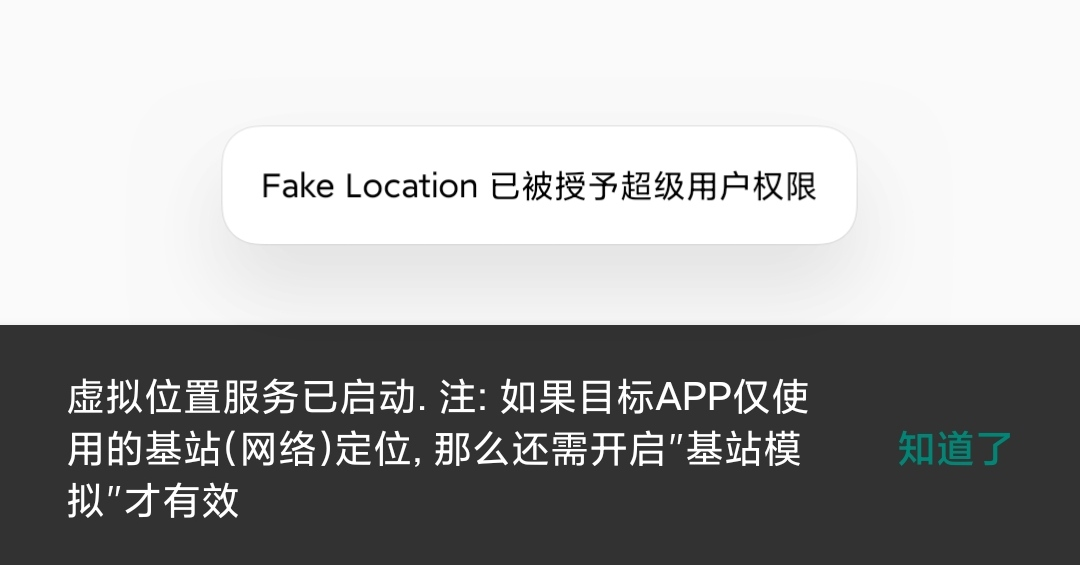 Fake Location 已被授予超级用户权限
虚拟位置服务已启动. 注: 如果目标APP仅使
用的基站(网络)定位, 那么还需开启"基站模
拟"才有效
知道了